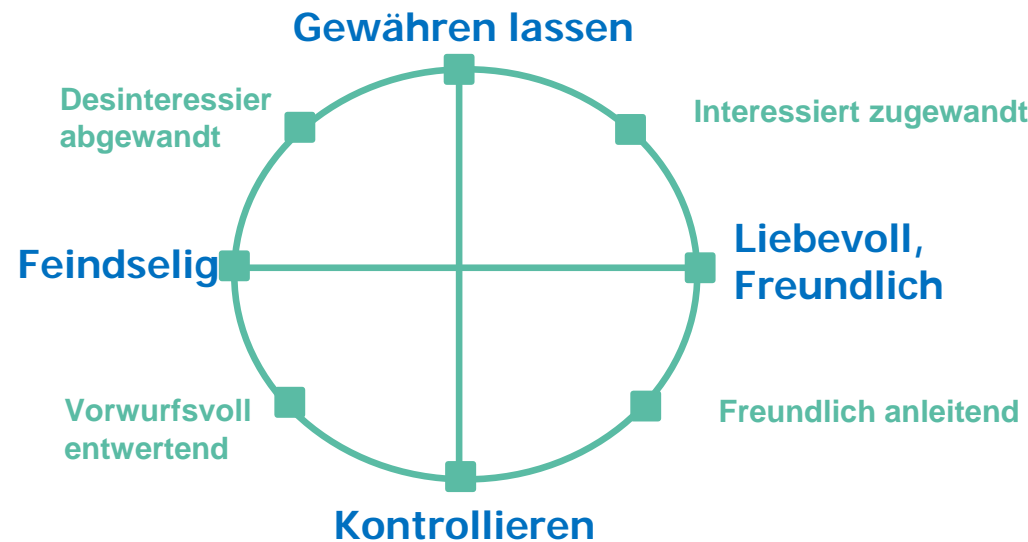 Gewähren lassen
Desinteressier
abgewandt
Interessiert zugewandt
Feindselig
Liebevoll,
Freundlich
Vorwurfsvoll
entwertend
Freundlich anleitend
Kontrollieren